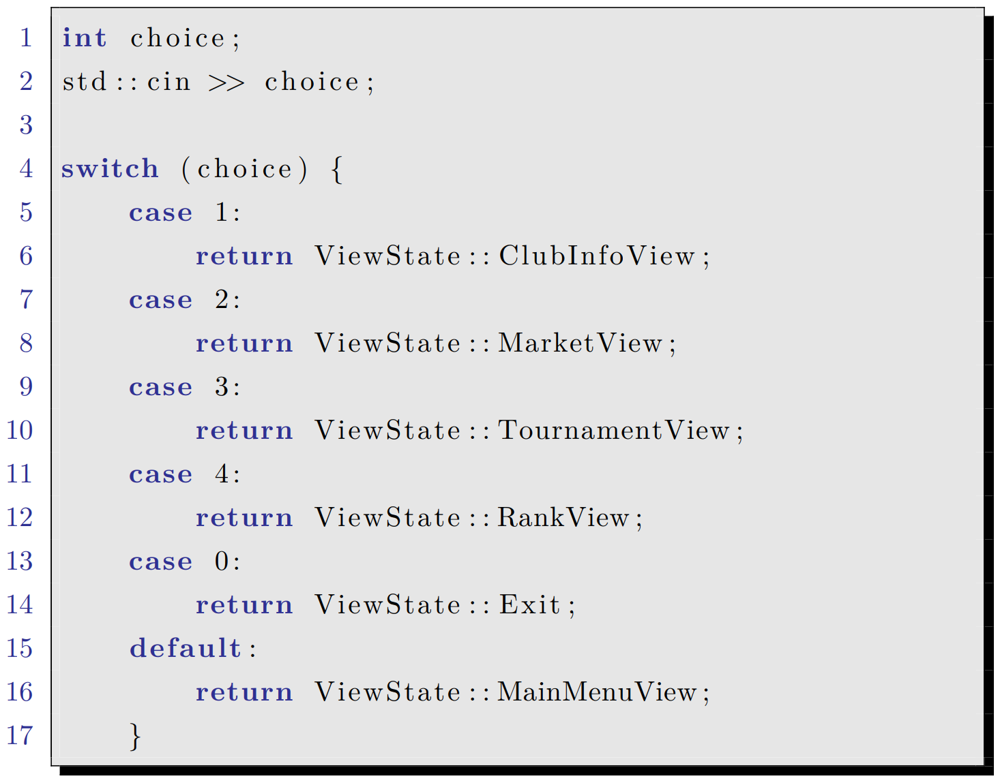 1 int choice;
2 std::cin >> choice;
3
4 switch (choice) {
5     case 1:
6         return ViewState::ClubInfoView;
7     case 2:
8         return ViewState::MarketView;
9     case 3:
10         return ViewState::TournamentView;
11     case 4:
12         return ViewState::RankView;
13     case 0:
14         return ViewState::Exit;
15     default:
16         return ViewState::MainMenuView;
17     }